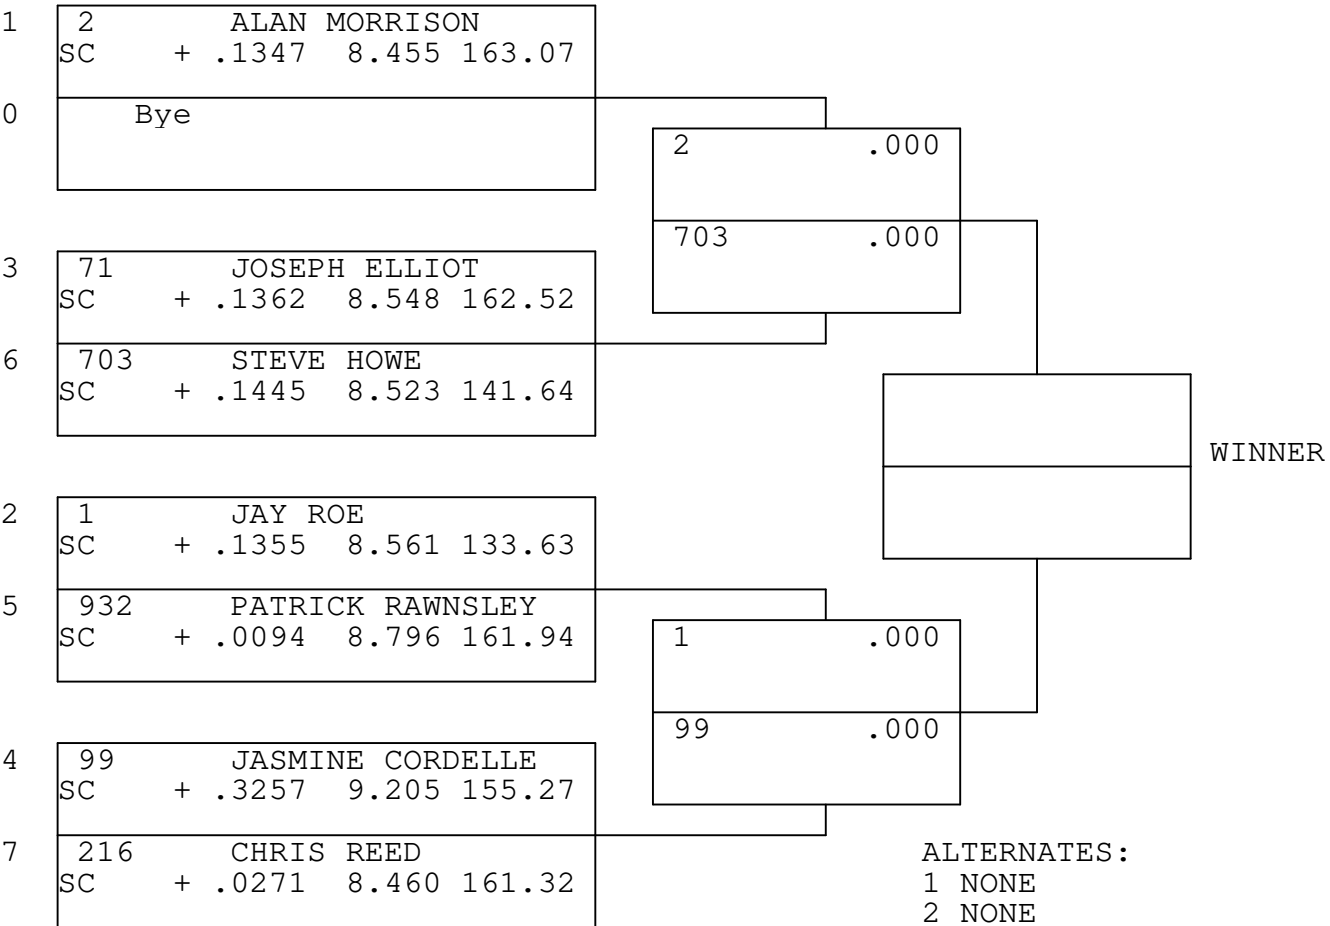 1 2 ALAN MORRISON
SC + .1347 8.455 163.07
0 Bye
2 .000
703 .000
3 71 JOSEPH ELLIOT
SC + .1362 8.548 162.52
6 703 STEVE HOWE
SC + .1445 8.523 141.64
WINNER
2 1 JAY ROE
SC + .1355 8.561 133.63
5 932 PATRICK RAWNSLEY
SC + .0094 8.796 161.94
1 .000
99 .000
4 99 JASMINE CORDELLE
SC + .3257 9.205 155.27
7 216 CHRIS REED
SC + .0271 8.460 161.32
ALTERNATES:
1 NONE
2 NONE